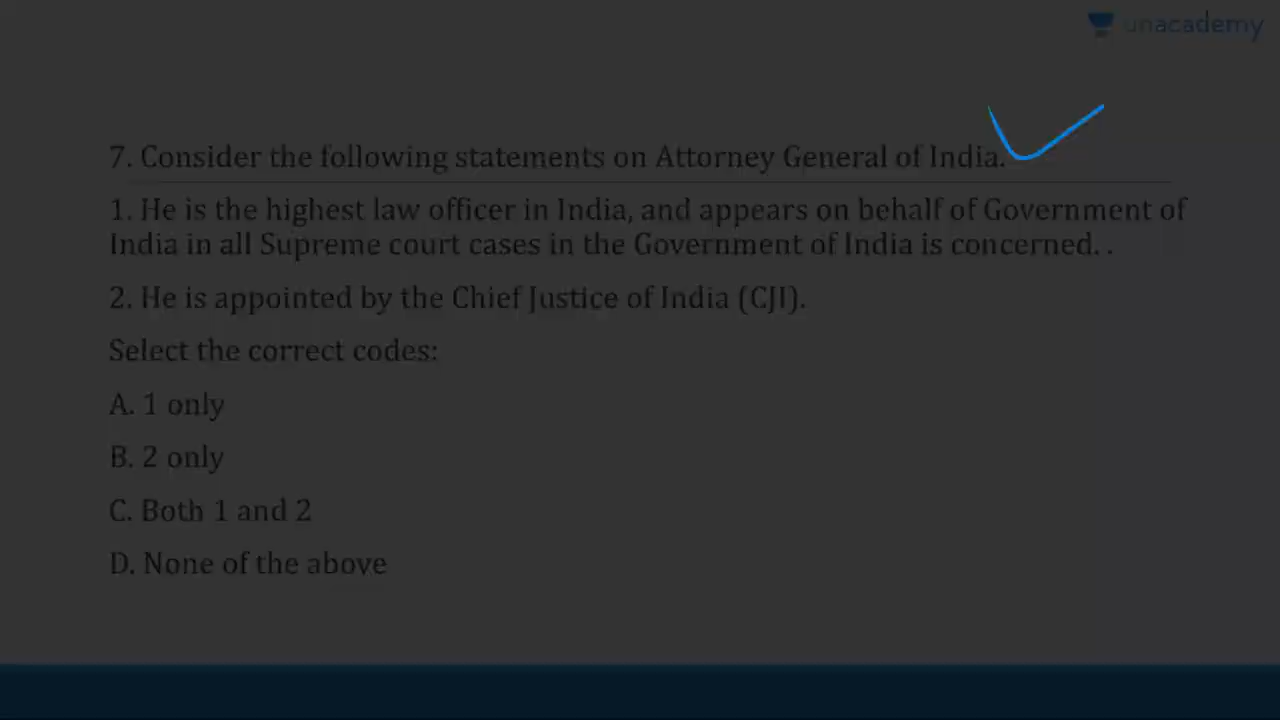 unacademy
7. Consider the following statements on Attorney General of India.
1. He is the highest law officer in India, and appears on behalf of Government of
India in all Supreme court cases in the Government of India is concerned. .
2. He is appointed by the Chief Justice of India (CJI).
Select the correct codes:
A. 1 only
B. 2 only
C. Both 1 and 2
D. None of the above